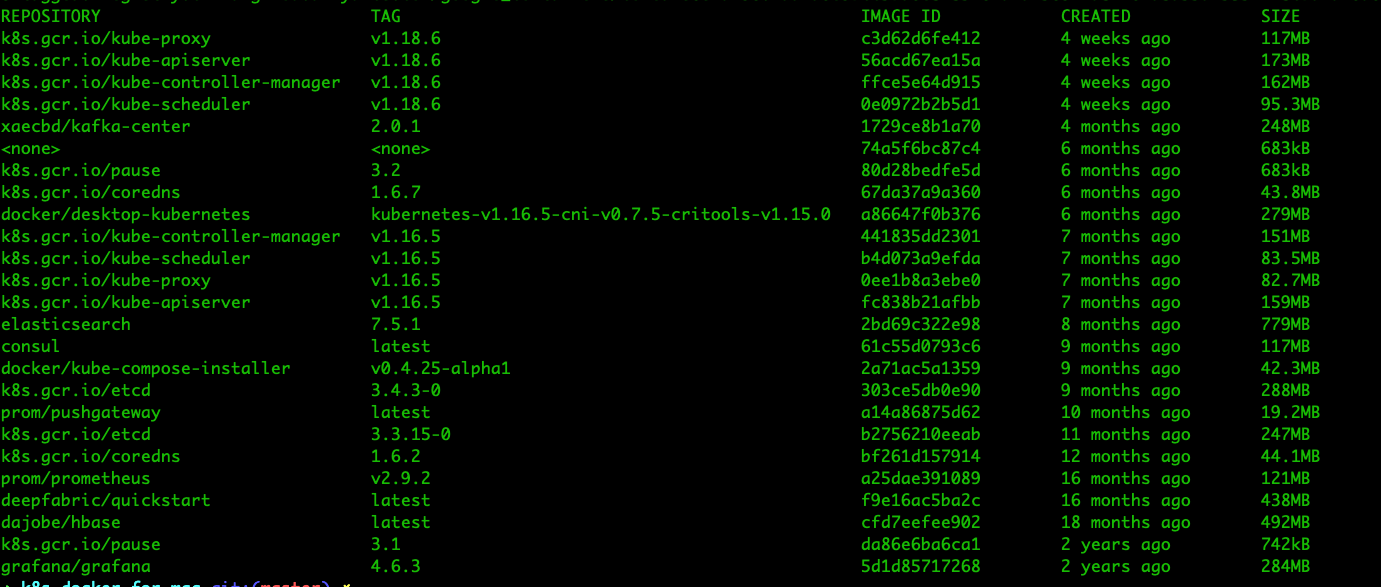 REPOSITORY TAG IMAGE ID CREATED SIZE
k8s.gcr.io/kube-proxy v1.18.6 c3d62d6fe412 4 weeks ago 117MB
k8s.gcr.io/kube-apiserver v1.18.6 56acd67ea15a 4 weeks ago 173MB
k8s.gcr.io/kube-controller-manager v1.18.6 ffce5e64d915 4 weeks ago 162MB
k8s.gcr.io/kube-scheduler v1.18.6 0e0972b2b5d1 4 weeks ago 95.3MB
xaecbd/kafka-center 2.0.1 1729ce8b1a70 4 months ago 248MB
<none> <none> 74a5f6bc87c4 6 months ago 683kB
k8s.gcr.io/pause 3.2 80d28bedfe5d 6 months ago 683kB
k8s.gcr.io/coredns 1.6.7 67da37a9a360 6 months ago 43.8MB
docker/desktop-kubernetes kubernetes-v1.16.5-cni-v0.7.5-critools-v1.15.0 a86647f0b376 6 months ago 279MB
k8s.gcr.io/kube-controller-manager v1.16.5 441835dd2301 7 months ago 151MB
k8s.gcr.io/kube-scheduler v1.16.5 b4d073a9efda 7 months ago 83.5MB
k8s.gcr.io/kube-proxy v1.16.5 0ee1b8a3ebe0 7 months ago 82.7MB
k8s.gcr.io/kube-apiserver v1.16.5 fc838b21afbb 7 months ago 159MB
elasticsearch 7.5.1 2bd69c322e98 8 months ago 779MB
consul latest 61c55d0793c6 9 months ago 117MB
docker/kube-compose-installer v0.4.25-alpha1 2a71ac5a1359 9 months ago 42.3MB
k8s.gcr.io/etcd 3.4.3-0 303ce5db0e90 9 months ago 288MB
prom/pushgateway latest a14a86875d62 10 months ago 19.2MB
k8s.gcr.io/etcd 3.3.15-0 b2756210eeab 11 months ago 247MB
k8s.gcr.io/coredns 1.6.2 bf261d157914 12 months ago 44.1MB
prom/prometheus v2.9.2 a25dae391089 16 months ago 121MB
deepfabric/quickstart latest f9e16ac5ba2c 16 months ago 438MB
dajobe/hbase latest cfd7eefee902 18 months ago 492MB
k8s.gcr.io/pause 3.1 da86e6ba6ca1 2 years ago 742kB
grafana/grafana 4.6.3 5d1d85717268 2 years ago 284MB